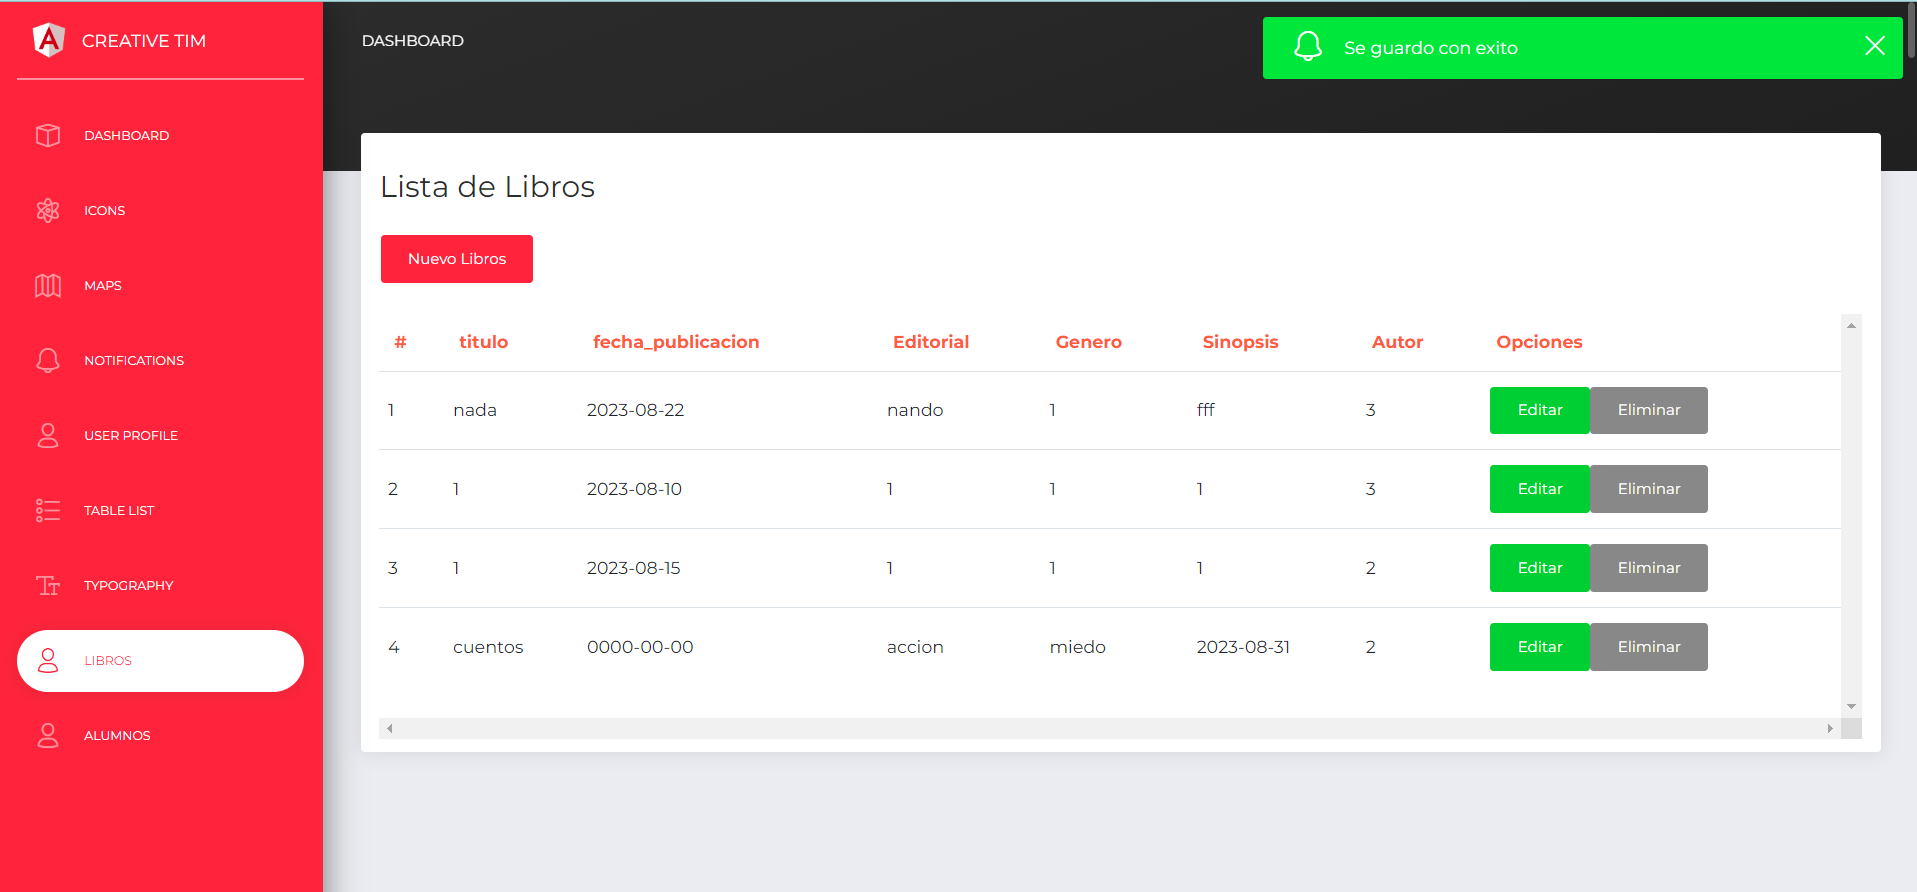 CREATIVE TIM
DASHBOARD
ICONS
MAPS
NOTIFICATIONS
USER PROFILE
TABLE LIST
TYPOGRAPHY
LIBROS
ALUMNOS
DASHBOARD
Se guardo con exito
Lista de Libros
Nuevo Libros
# titulo fecha_publicacion Editorial Genero Sinopsis Autor Opciones
1 nada 2023-08-22 nando 1 fff 3 Editar Eliminar
2 1 2023-08-10 1 1 1 3 Editar Eliminar
3 1 2023-08-15 1 1 1 2 Editar Eliminar
4 cuentos 0000-00-00 accion miedo 2023-08-31 2 Editar Eliminar